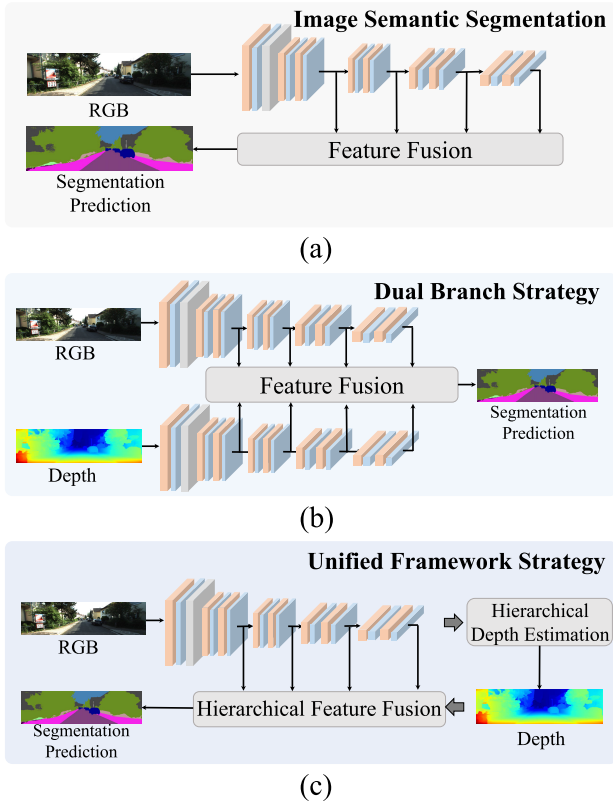 Image Semantic Segmentation
RGB
Feature Fusion
Segmentation
Prediction
(a)
Dual Branch Strategy
RGB
Feature Fusion
Segmentation
Prediction
Depth
(b)
Unified Framework Strategy
RGB
Hierarchical
Depth Estimation
Hierarchical Feature Fusion
Segmentation
Prediction
Depth
(c)